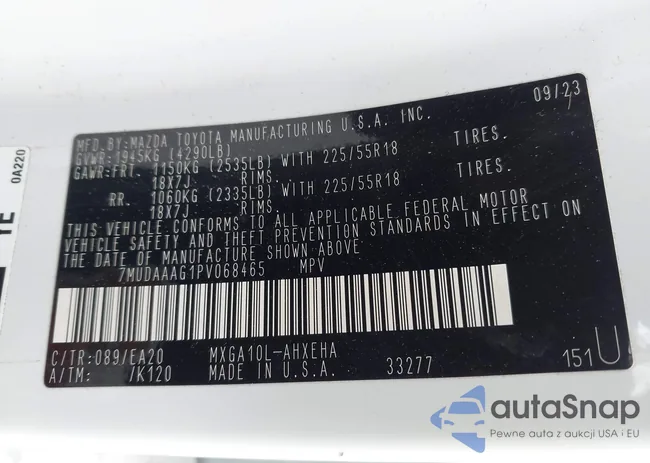 09/23
MFD.BY:MAZDA TOYOTA MANUFACTURING U.S.A. INC.
GVWR:1945KG (4290LB)
GAWR:FRT. 1150KG (2535LB) WITH 225/55R18 TIRES.
18X7J RIMS.
RR. 1060KG (2335LB) WITH 225/55R18 TIRES.
18X7J RIMS.
THIS VEHICLE CONFORMS TO ALL APPLICABLE FEDERAL MOTOR
VEHICLE SAFETY AND THEFT PREVENTION STANDARDS IN EFFECT ON
THE DATE OF MANUFACTURE SHOWN ABOVE
7MUDAAAG1PV068465 MPV
C/TR:089/EA20 MXGA10L-AHXEHA
A/TM: /K120 MADE IN U.S.A. 33277 151U
0A220
autaSnap
Pewne auta z aukcji USA i EU